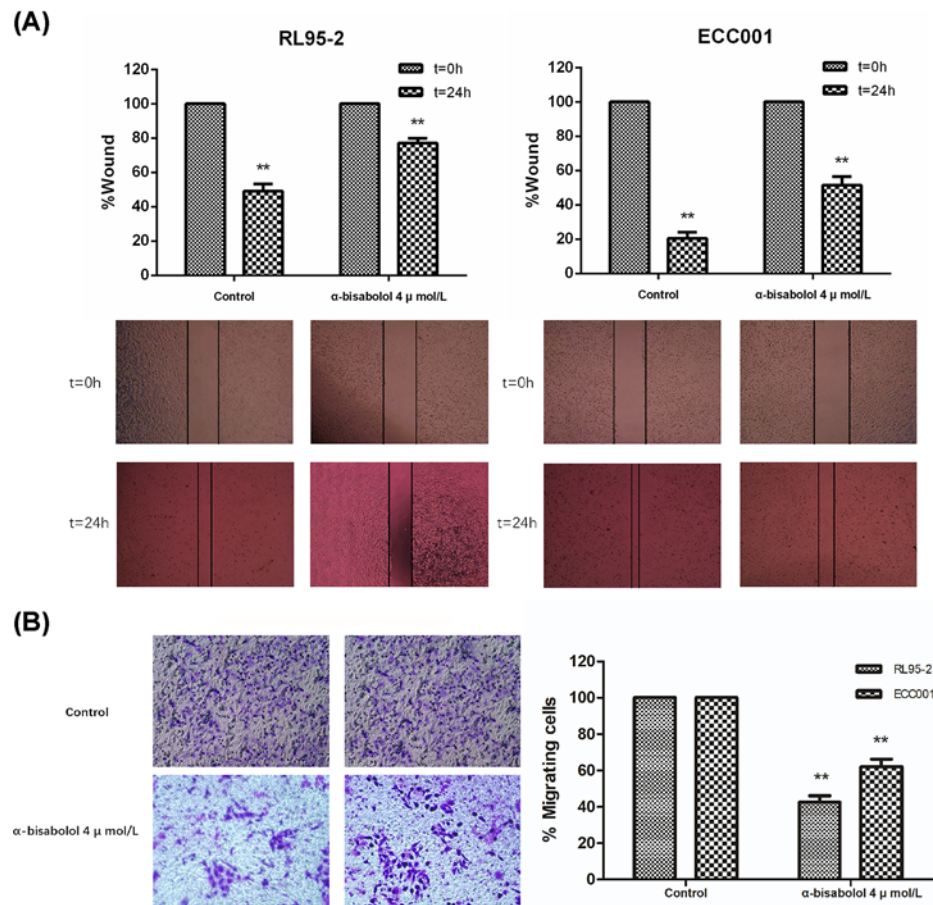 (A)
RL95-2
120
100
80
60
40
20
0
%Wound
t=0h
t=24h
**
**
Control
α-bisabolol 4 μ mol/L
ECC001
120
100
80
60
40
20
0
%Wound
t=0h
t=24h
**
**
Control
α-bisabolol 4 μ mol/L
t=0h
t=0h
t=24h
t=24h
(B)
Control
α-bisabolol 4 μ mol/L
120
100
80
60
40
20
0
% Migrating cells
RL95-2
ECC001
**
**
Control
α-bisabolol 4 μ mol/L